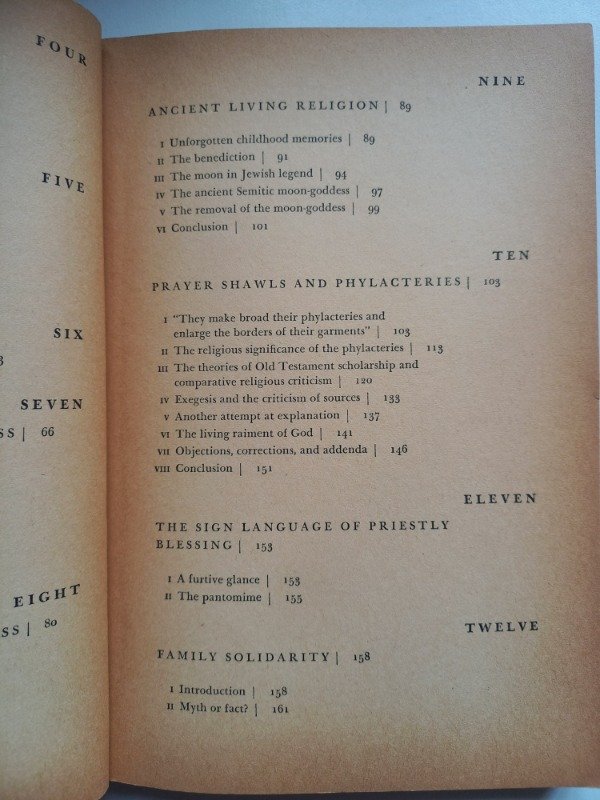 FOUR
FIVE
SIX
3
SEVEN
SS | 66
EIGHT
SS | 80
NINE
ANCIENT LIVING RELIGION | 89
I Unforgotten childhood memories | 89
II The benediction | 91
III The moon in Jewish legend | 94
IV The ancient Semitic moon-goddess | 97
V The removal of the moon-goddess | 99
VI Conclusion | 101
TEN
PRAYER SHAWLS AND PHYLACTERIES | 103
I "They make broad their phylacteries and
enlarge the borders of their garments" | 103
II The religious significance of the phylacteries | 113
III The theories of Old Testament scholarship and
comparative religious criticism | 120
IV Exegesis and the criticism of sources | 133
V Another attempt at explanation | 137
VI The living raiment of God | 141
VII Objections, corrections, and addenda | 146
VIII Conclusion | 151
ELEVEN
THE SIGN LANGUAGE OF PRIESTLY
BLESSING | 153
I A furtive glance | 153
II The pantomime | 155
TWELVE
FAMILY SOLIDARITY | 158
I Introduction | 158
II Myth or fact? | 161